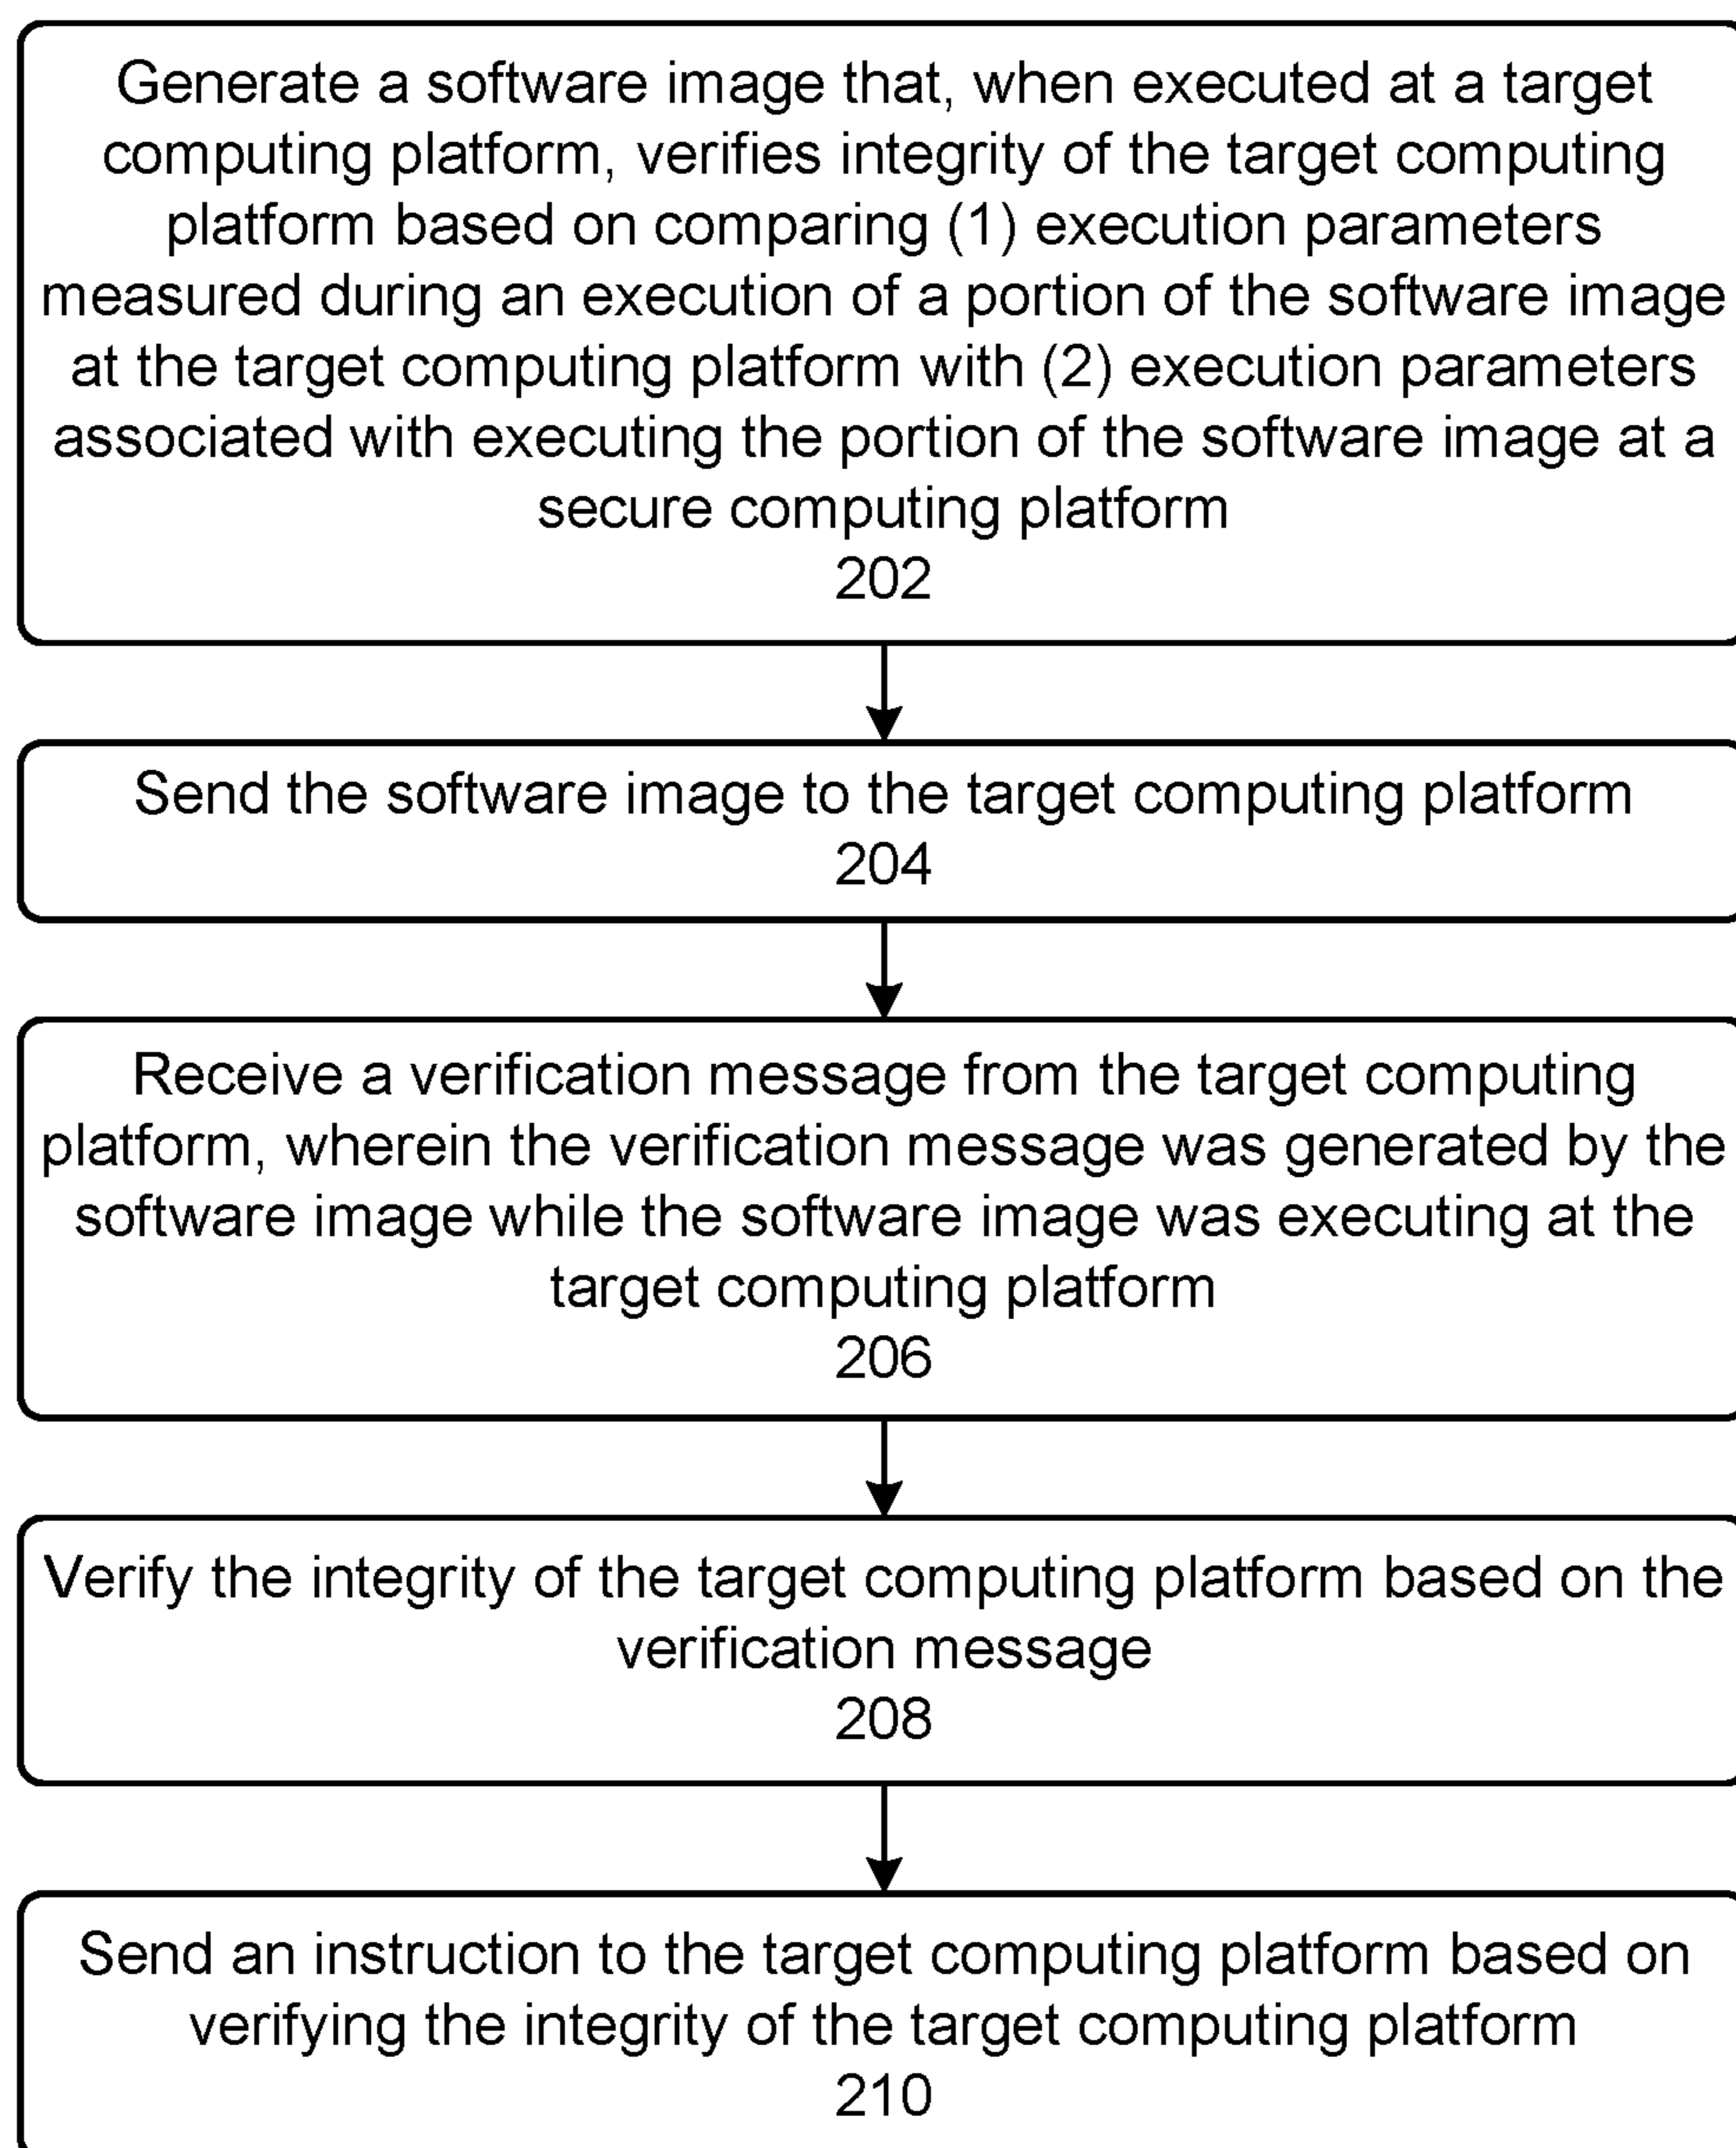 Generate a software image that, when executed at a target
computing platform, verifies integrity of the target computing
platform based on comparing (1) execution parameters
measured during an execution of a portion of the software image
at the target computing platform with (2) execution parameters
associated with executing the portion of the software image at a
secure computing platform
202
Send the software image to the target computing platform
204
Receive a verification message from the target computing
platform, wherein the verification message was generated by the
software image while the software image was executing at the
target computing platform
206
Verify the integrity of the target computing platform based on the
verification message
208
Send an instruction to the target computing platform based on
verifying the integrity of the target computing platform
210